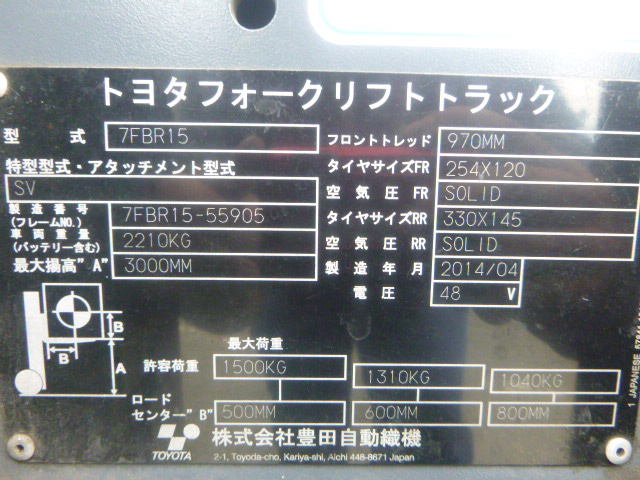 トヨタフォークリフトトラック
型式 7FBR15
フロントトレッド 970MM
特型型式・アタッチメント型式
タイヤサイズFR 254X120
SV
空気圧FR SOLID
製造番号(フレームNO.) 7FBR15-55905
タイヤサイズRR 330X145
車両重量(バッテリー含む) 2210KG
空気圧RR SOLID
最大揚高"A" 3000MM
製造年月 2014/04
電圧 48 V
B
B
A
最大荷重
許容荷重 1500KG 1310KG 1040KG
ロード
センター"B" 500MM 600MM 800MM
TOYOTA
株式会社豊田自動織機
2-1, Toyoda-cho, Kariya-shi, Aichi 448-8671 Japan
1 JAPANESE